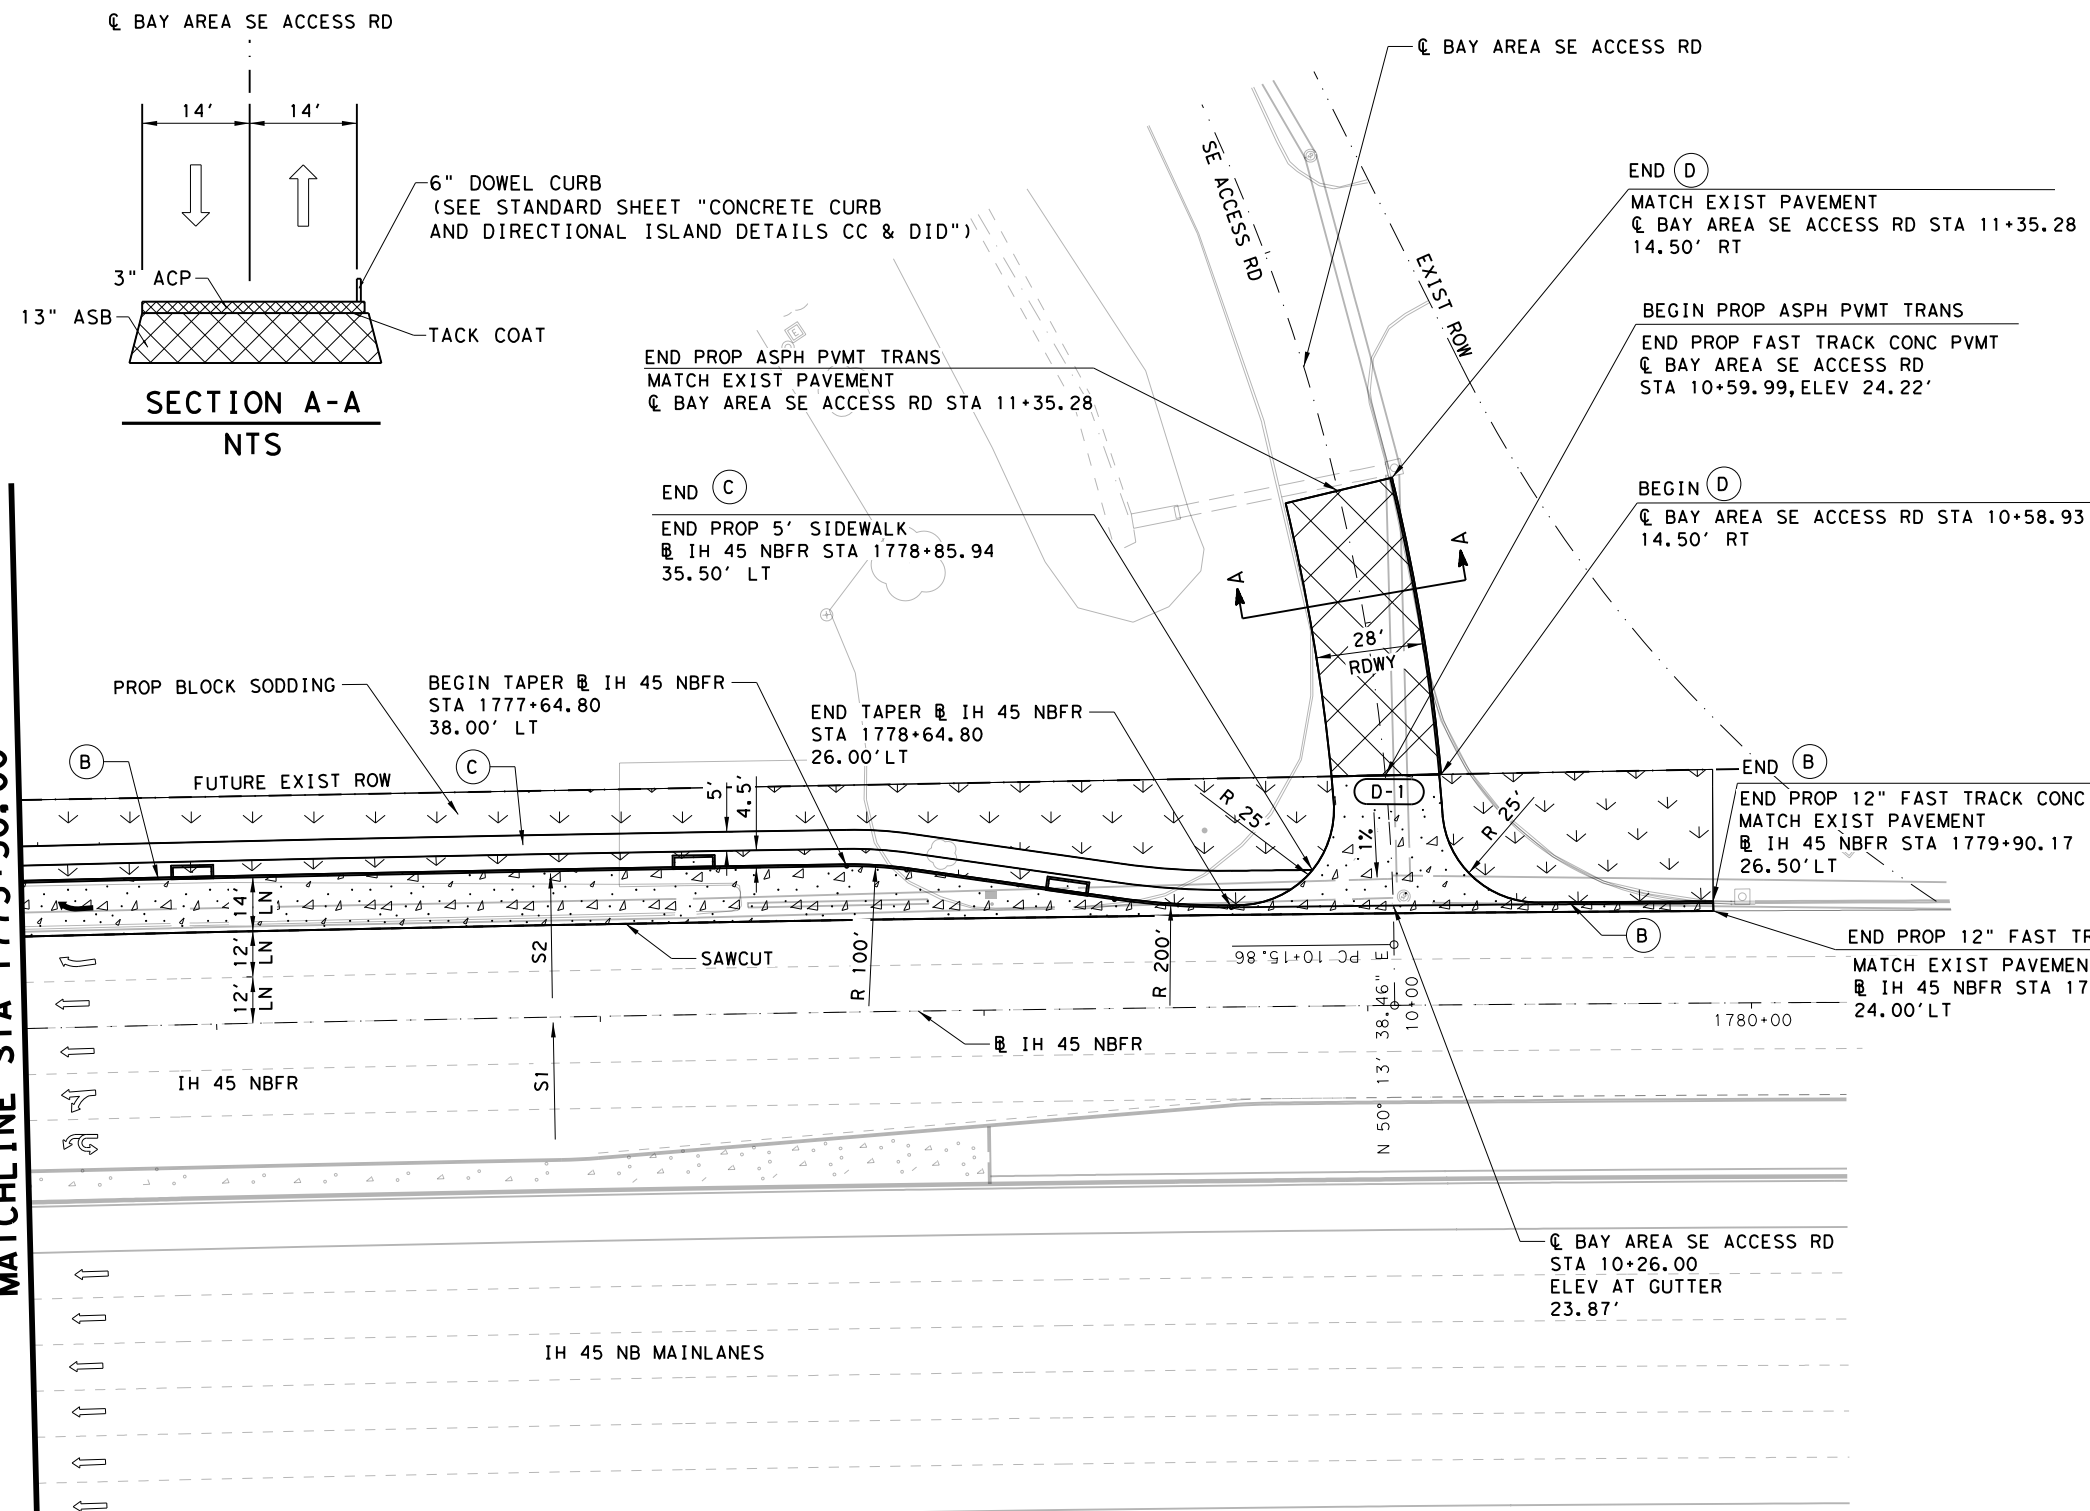 ℄ BAY AREA SE ACCESS RD
14'
14'
6" DOWEL CURB
(SEE STANDARD SHEET "CONCRETE CURB
AND DIRECTIONAL ISLAND DETAILS CC & DID")
3" ACP
13" ASB
TACK COAT
SECTION A-A
NTS
℄ BAY AREA SE ACCESS RD
SE ACCESS RD
EXIST ROW
END D
MATCH EXIST PAVEMENT
℄ BAY AREA SE ACCESS RD STA 11+35.28
14.50' RT
BEGIN PROP ASPH PVMT TRANS
END PROP FAST TRACK CONC PVMT
℄ BAY AREA SE ACCESS RD
STA 10+59.99, ELEV 24.22'
END PROP ASPH PVMT TRANS
MATCH EXIST PAVEMENT
℄ BAY AREA SE ACCESS RD STA 11+35.28
BEGIN D
℄ BAY AREA SE ACCESS RD STA 10+58.93
14.50' RT
END C
END PROP 5' SIDEWALK
B IH 45 NBFR STA 1778+85.94
35.50' LT
A
A
28'
RDWY
PROP BLOCK SODDING
BEGIN TAPER B IH 45 NBFR
STA 1777+64.80
38.00' LT
END TAPER B IH 45 NBFR
STA 1778+64.80
26.00' LT
B
C
FUTURE EXIST ROW
5'
4.5'
R 25'
D-1
1%
R 25'
END B
END PROP 12" FAST TRACK CONC
MATCH EXIST PAVEMENT
B IH 45 NBFR STA 1779+90.17
26.50' LT
14' LN
12' LN
12' LN
S2
SAWCUT
R 100'
R 200'
PC 10+15.86
B
END PROP 12" FAST TR
MATCH EXIST PAVEMEN
B IH 45 NBFR STA 17
24.00' LT
N 50° 13' 38.46" E
10+00
1780+00
B IH 45 NBFR
S1
IH 45 NBFR
℄ BAY AREA SE ACCESS RD
STA 10+26.00
ELEV AT GUTTER
23.87'
IH 45 NB MAINLANES
MATCHLINE STA